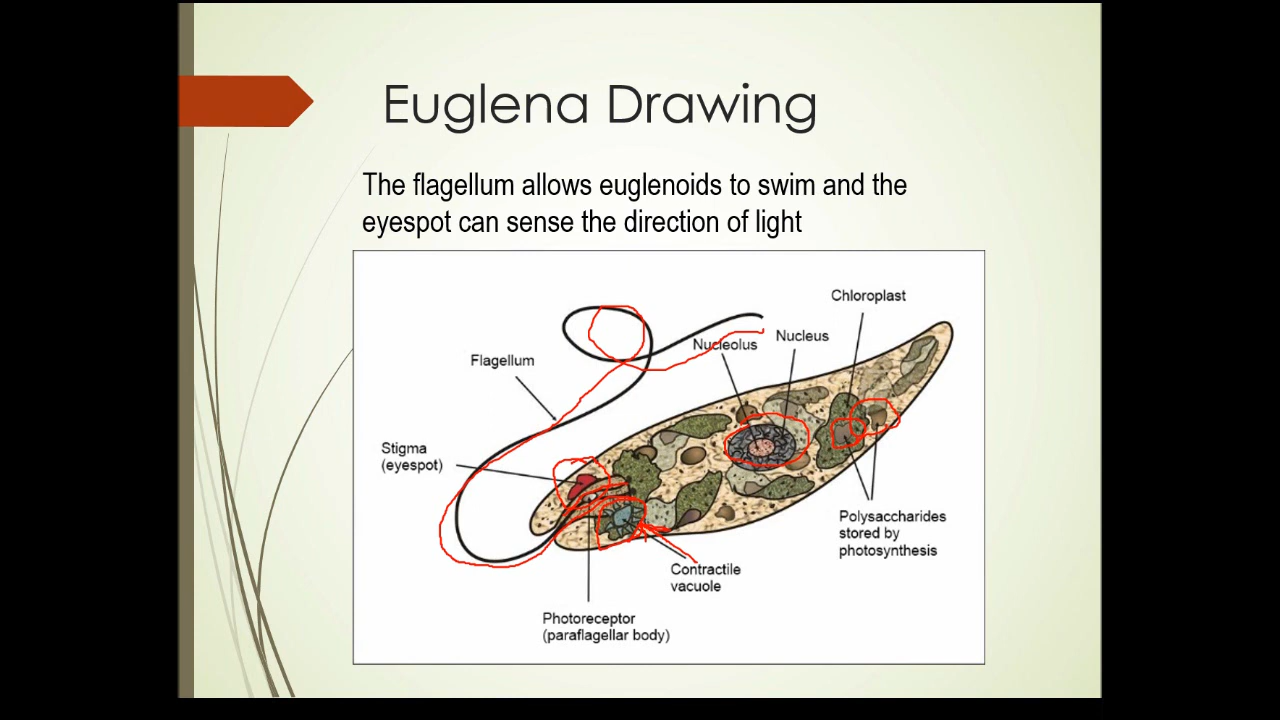 Euglena Drawing
The flagellum allows euglenoids to swim and the
eyespot can sense the direction of light
Chloroplast
Nucleus
Nucleolus
Flagellum
Stigma
(eyespot)
Polysaccharides
stored by
photosynthesis
Contractile
vacuole
Photoreceptor
(paraflagellar body)